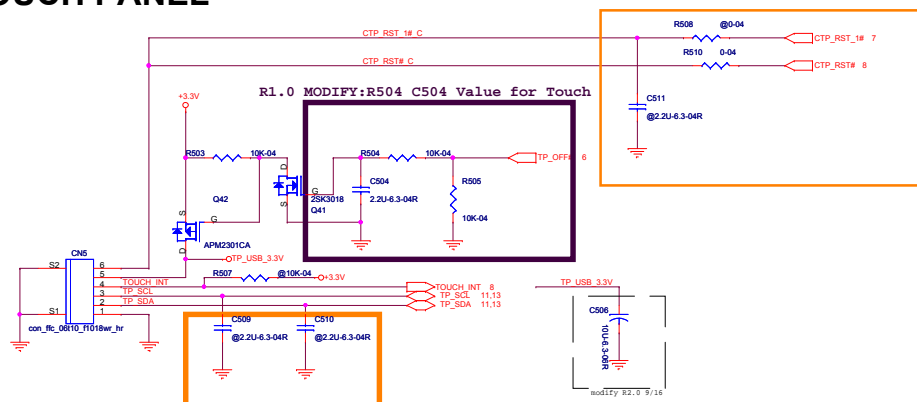 TOUCH PANEL
R508 @0-04
CTP_RST_1#_C
CTP_RST_1# 7
R510 0-04
CTP_RST#_C
CTP_RST# 8
R1.0 MODIFY:R504 C504 Value for Touch
+3.3V
C511
@2.2U-6.3-04R
R503 10K-04
R504 10K-04
TP_OFF# 6
D
G
S
2SK3018
Q41
C504
2.2U-6.3-04R
R505
10K-04
Q42
S
G
D
APM2301CA
TP_USB_3.3V
CN5
R507 @10K-04
+3.3V
S2
S1
6
5
4
3
2
1
TOUCH_INT
TP_SCL
TP_SDA
TOUCH_INT 8
TP_SCL 11,13
TP_SDA 11,13
con_ffc_06t10_f1018wr_hr
C509
@2.2U-6.3-04R
C510
@2.2U-6.3-04R
TP_USB_3.3V
C506
10U-6.3-06R
modify R2.0 9/16